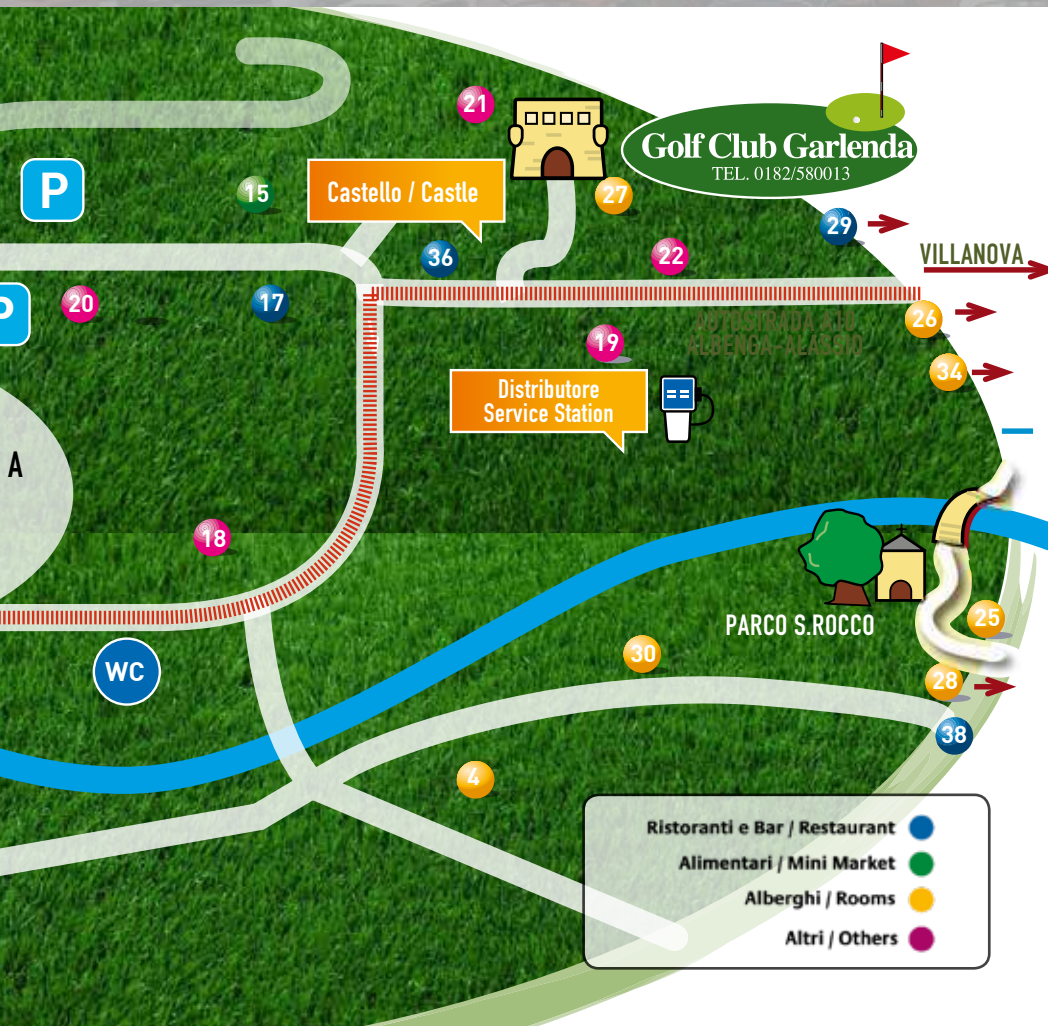 21
Golf Club Garlenda
TEL. 0182/580013
P
15
Castello / Castle
27
29
36
22
VILLANOVA
20
17
P
26
19
AUTOSTRADA A10
ALBENGA-ALASSIO
34
Distributore
Service Station
A
18
PARCO S.ROCCO
25
WC
30
28
38
4
Ristoranti e Bar / Restaurant
Alimentari / Mini Market
Alberghi / Rooms
Altri / Others